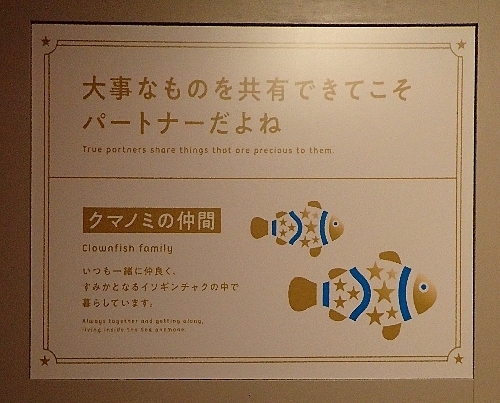 大事なものを共有できてこそ
パートナーだよね
True partners share things that are precious to them.
クマノミの仲間
Clownfish family
いつも一緒に仲良く、
すみかとなるイソギンチャクの中で
暮らしています。
Always together and getting along,
living inside the Sea anemone.